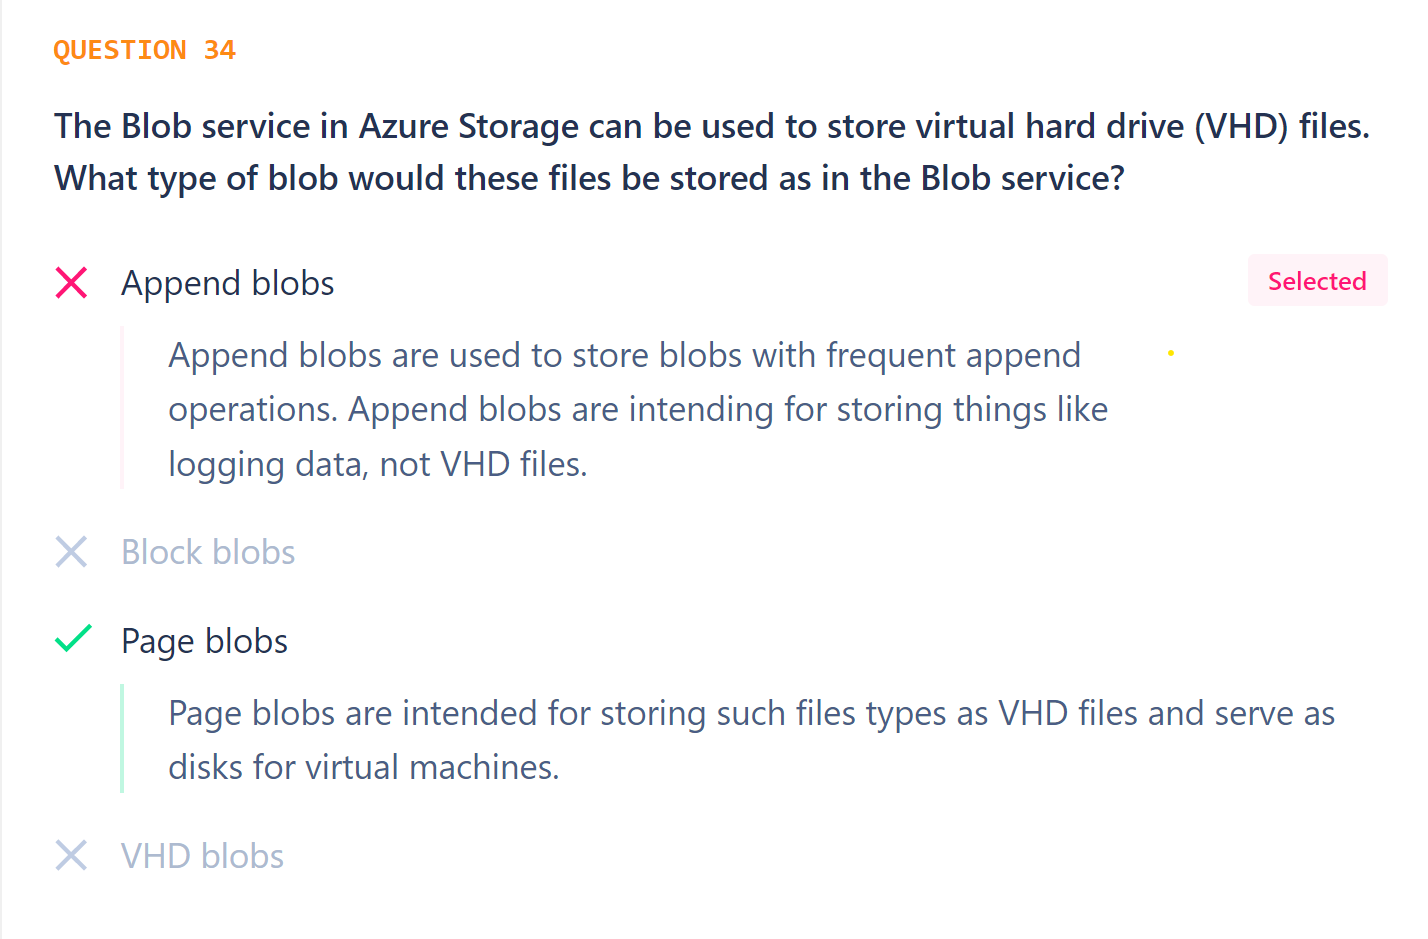 QUESTION 34
The Blob service in Azure Storage can be used to store virtual hard drive (VHD) files.
What type of blob would these files be stored as in the Blob service?
Append blobs
Selected
Append blobs are used to store blobs with frequent append
operations. Append blobs are intending for storing things like
logging data, not VHD files.
Block blobs
Page blobs
Page blobs are intended for storing such files types as VHD files and serve as
disks for virtual machines.
VHD blobs